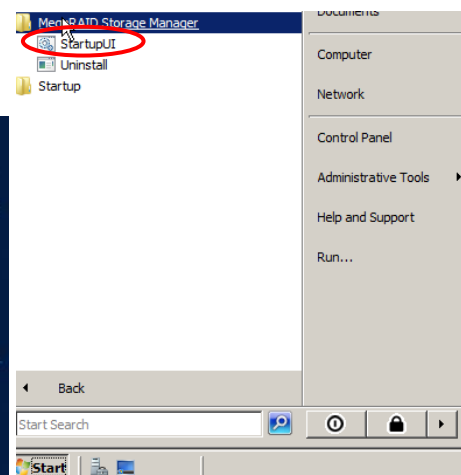 MegaRAID Storage Manager
StartupUI
Uninstall
Startup
Back
Start Search
Start
Documents
Computer
Network
Control Panel
Administrative Tools
Help and Support
Run...